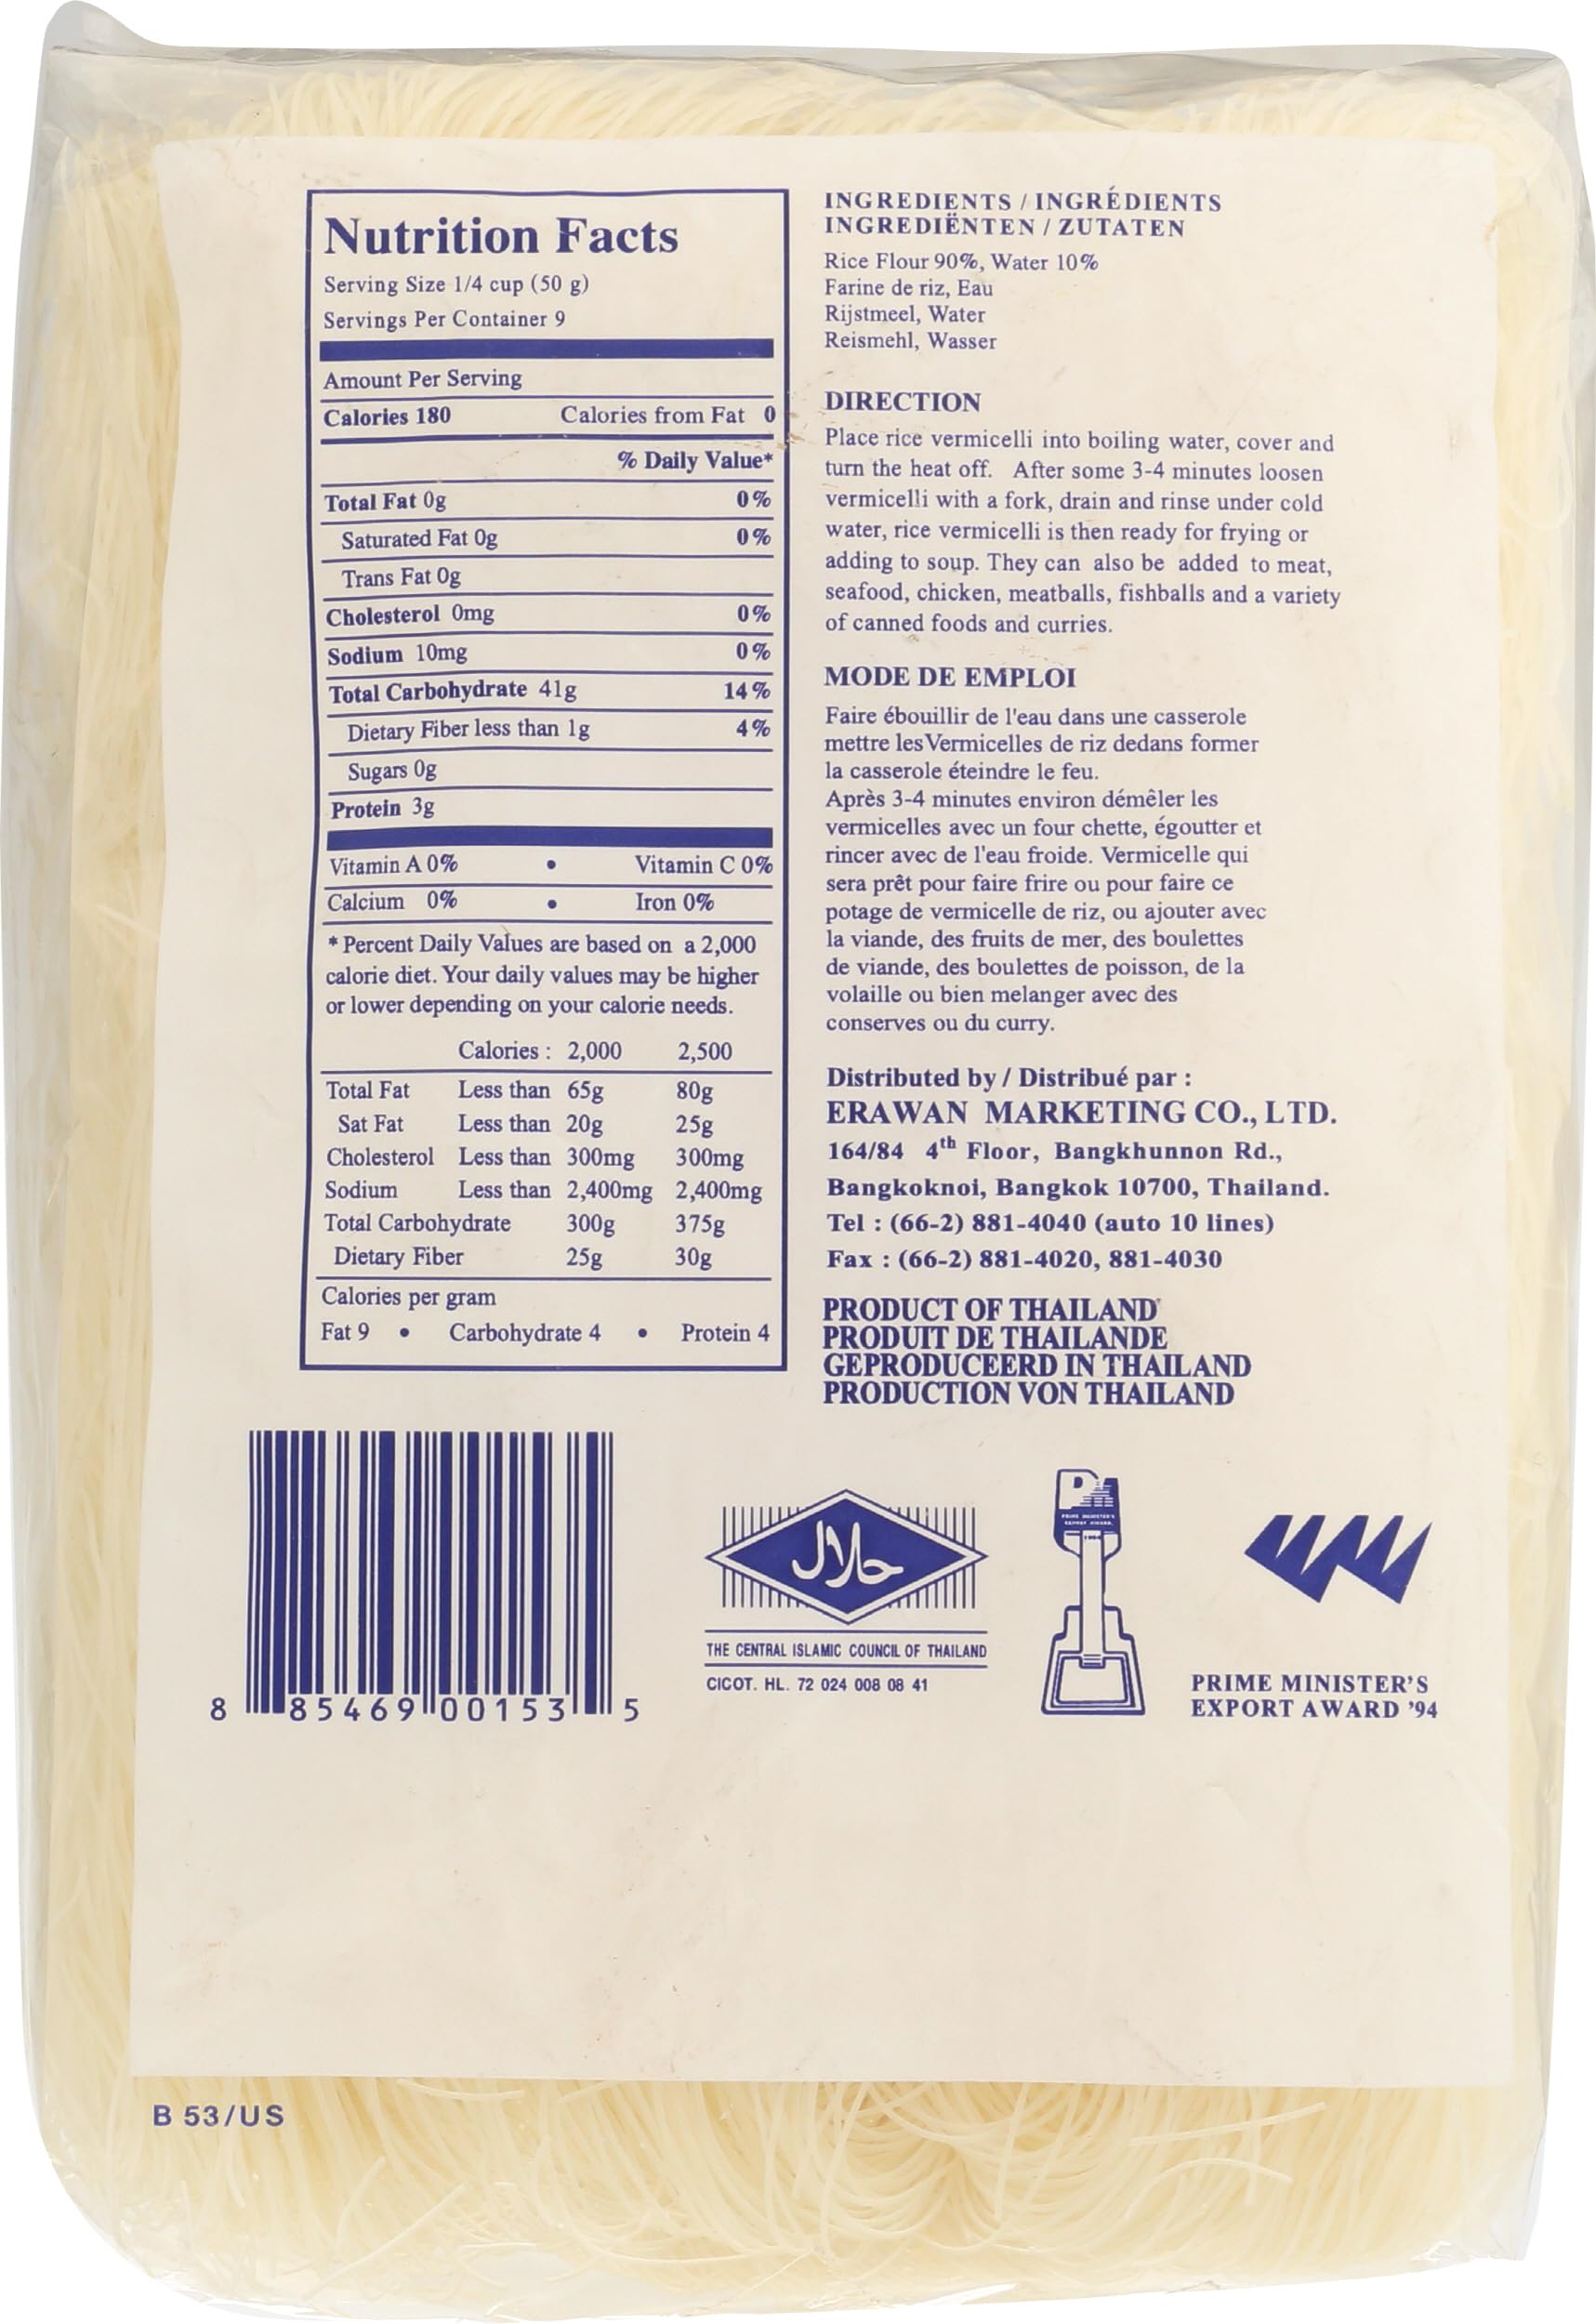 Nutrition Facts
Serving Size 1/4 cup (50 g)
Servings Per Container 9
Amount Per Serving
Calories 180 Calories from Fat 0
% Daily Value*
Total Fat 0g 0%
Saturated Fat 0g 0%
Trans Fat 0g
Cholesterol 0mg 0%
Sodium 10mg 0%
Total Carbohydrate 41g 14%
Dietary Fiber less than 1g 4%
Sugars 0g
Protein 3g
Vitamin A 0% • Vitamin C 0%
Calcium 0% • Iron 0%
* Percent Daily Values are based on a 2,000
calorie diet. Your daily values may be higher
or lower depending on your calorie needs.
Calories : 2,000 2,500
Total Fat Less than 65g 80g
Sat Fat Less than 20g 25g
Cholesterol Less than 300mg 300mg
Sodium Less than 2,400mg 2,400mg
Total Carbohydrate 300g 375g
Dietary Fiber 25g 30g
Calories per gram
Fat 9 • Carbohydrate 4 • Protein 4
INGREDIENTS / INGRÉDIENTS
INGREDIËNTEN / ZUTATEN
Rice Flour 90%, Water 10%
Farine de riz, Eau
Rijstmeel, Water
Reismehl, Wasser
DIRECTION
Place rice vermicelli into boiling water, cover and
turn the heat off. After some 3-4 minutes loosen
vermicelli with a fork, drain and rinse under cold
water, rice vermicelli is then ready for frying or
adding to soup. They can also be added to meat,
seafood, chicken, meatballs, fishballs and a variety
of canned foods and curries.
MODE DE EMPLOI
Faire ébouillir de l'eau dans une casserole
mettre les Vermicelles de riz dedans former
la casserole éteindre le feu.
Après 3-4 minutes environ démêler les
vermicelles avec un four chette, égoutter et
rincer avec de l'eau froide. Vermicelle qui
sera prêt pour faire frire ou pour faire ce
potage de vermicelle de riz, ou ajouter avec
la viande, des fruits de mer, des boulettes
de viande, des boulettes de poisson, de la
volaille ou bien melanger avec des
conserves ou du curry.
Distributed by / Distribué par :
ERAWAN MARKETING CO., LTD.
164/84 4th Floor, Bangkhunnon Rd.,
Bangkoknoi, Bangkok 10700, Thailand.
Tel : (66-2) 881-4040 (auto 10 lines)
Fax : (66-2) 881-4020, 881-4030
PRODUCT OF THAILAND
PRODUIT DE THAILANDE
GEPRODUCEERD IN THAILAND
PRODUCTION VON THAILAND
8 85469 00153 5
حلال
THE CENTRAL ISLAMIC COUNCIL OF THAILAND
CICOT. HL. 72 024 008 08 41
PRIME MINISTER'S
EXPORT AWARD
1994
PRIME MINISTER'S
EXPORT AWARD '94
B 53/US